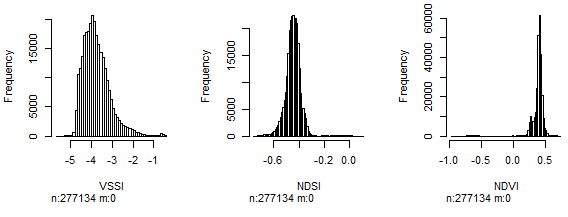 Frequency
0 5000 15000
-5 -4 -3 -2 -1
VSSI
n:277134 m:0
Frequency
0 5000 15000
-0.6 -0.2 0.0
NDSI
n:277134 m:0
Frequency
0 10000 20000 30000 40000 60000
-1.0 -0.5 0.0 0.5
NDVI
n:277134 m:0